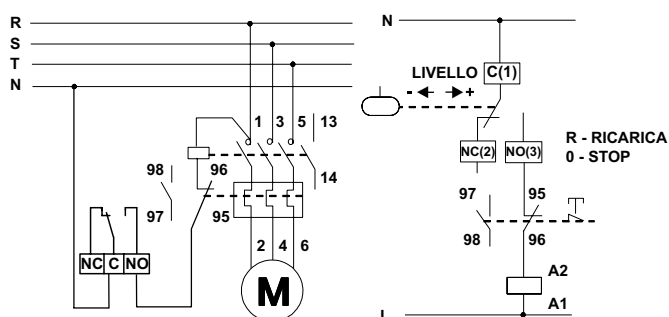 R
S
T
N
1 3 5 13
14
98 96
97 95
2 4 6
NC C NO
M
N
LIVELLO C(1)
- +
NC(2) NO(3)
R - RICARICA
0 - STOP
97 95
98 96
A2
A1
L